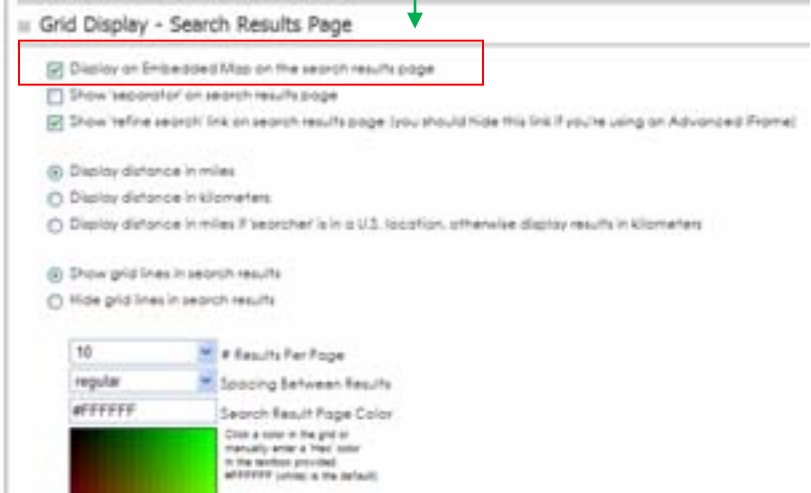 Grid Display - Search Results Page
Display an Embedded Map on the search results page
Show 'separator' on search results page
Show 'refine search' link on search results page (you should hide this link if you're using an Advanced iFrame)
Display distance in miles
Display distance in kilometers
Display distance in miles if 'searcher' is in a U.S. location, otherwise display results in kilometers
Show grid lines in search results
Hide grid lines in search results
10 # Results Per Page
regular Spacing Between Results
#FFFFFF Search Result Page Color
Click a color in the grid or
manually enter a 'Hex' color
in the textbox provided.
#FFFFFF (white) is the default)